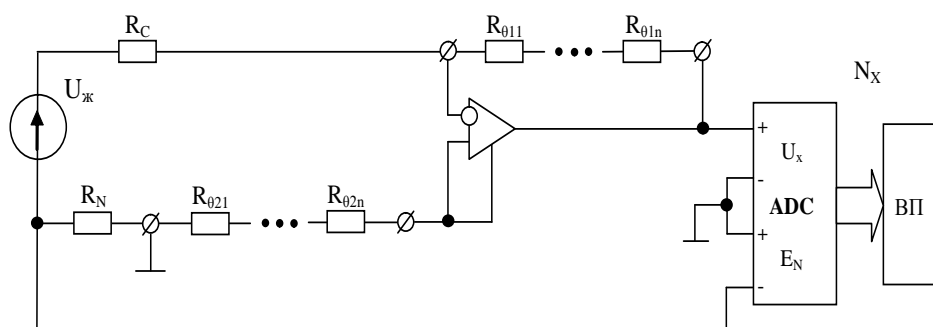 R_C
R_θ11
R_θ1n
N_X
U_ж
+
U_x
-
R_N
R_θ21
R_θ2n
ADC
ВП
+
E_N
-